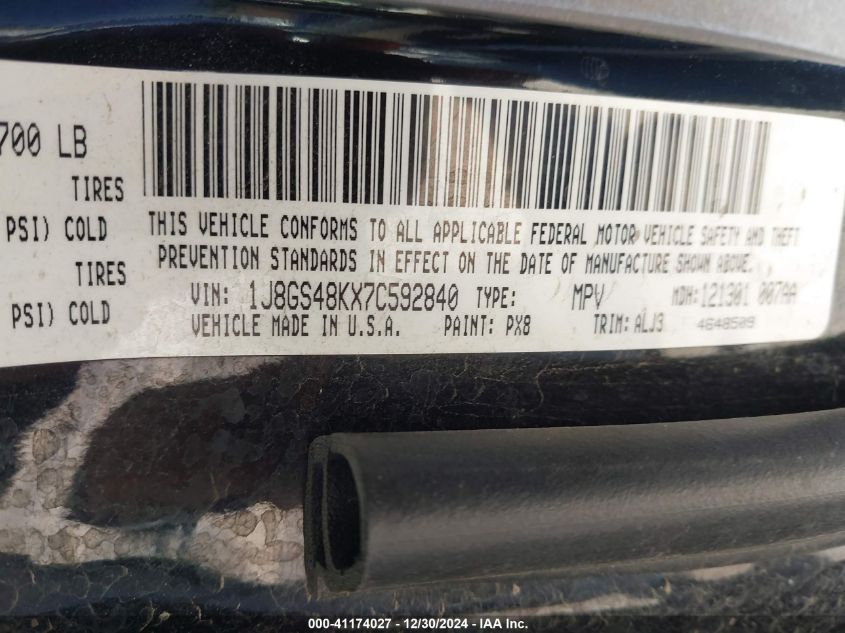 700 LB
TIRES
PSI) COLD
TIRES
PSI) COLD
THIS VEHICLE CONFORMS TO ALL APPLICABLE FEDERAL MOTOR VEHICLE SAFETY AND THEFT
PREVENTION STANDARDS IN EFFECT ON THE DATE OF MANUFACTURE SHOWN ABOVE.
VIN: 1J8GS48KX7C592840 TYPE: MPV MDH:121301 007AA
VEHICLE MADE IN U.S.A. PAINT: PX8 TRIM: ALJ3 4648509
000-41174027 - 12/30/2024 - IAA Inc.